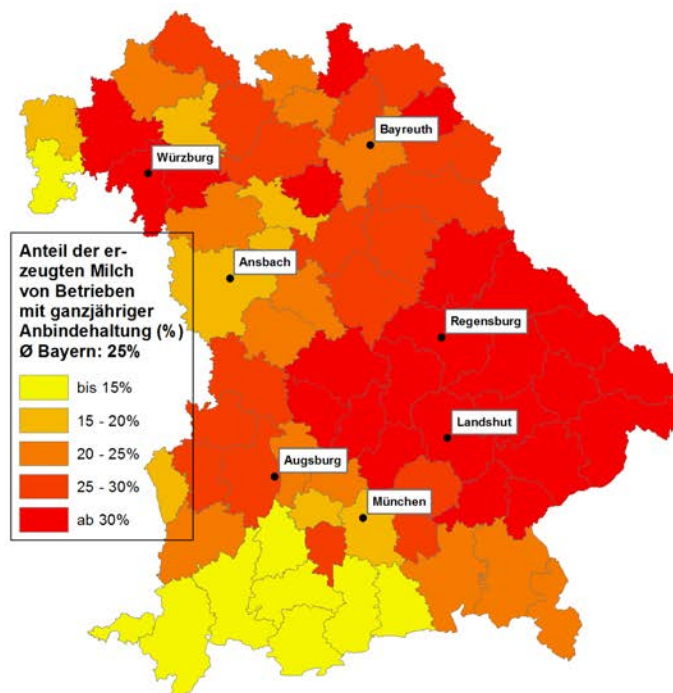 Bayreuth
Würzburg
Anteil der er-
zeugten Milch
von Betrieben
mit ganzjähriger
Anbindehaltung (%)
Ø Bayern: 25%
bis 15%
15 - 20%
20 - 25%
25 - 30%
ab 30%
Ansbach
Regensburg
Landshut
Augsburg
München